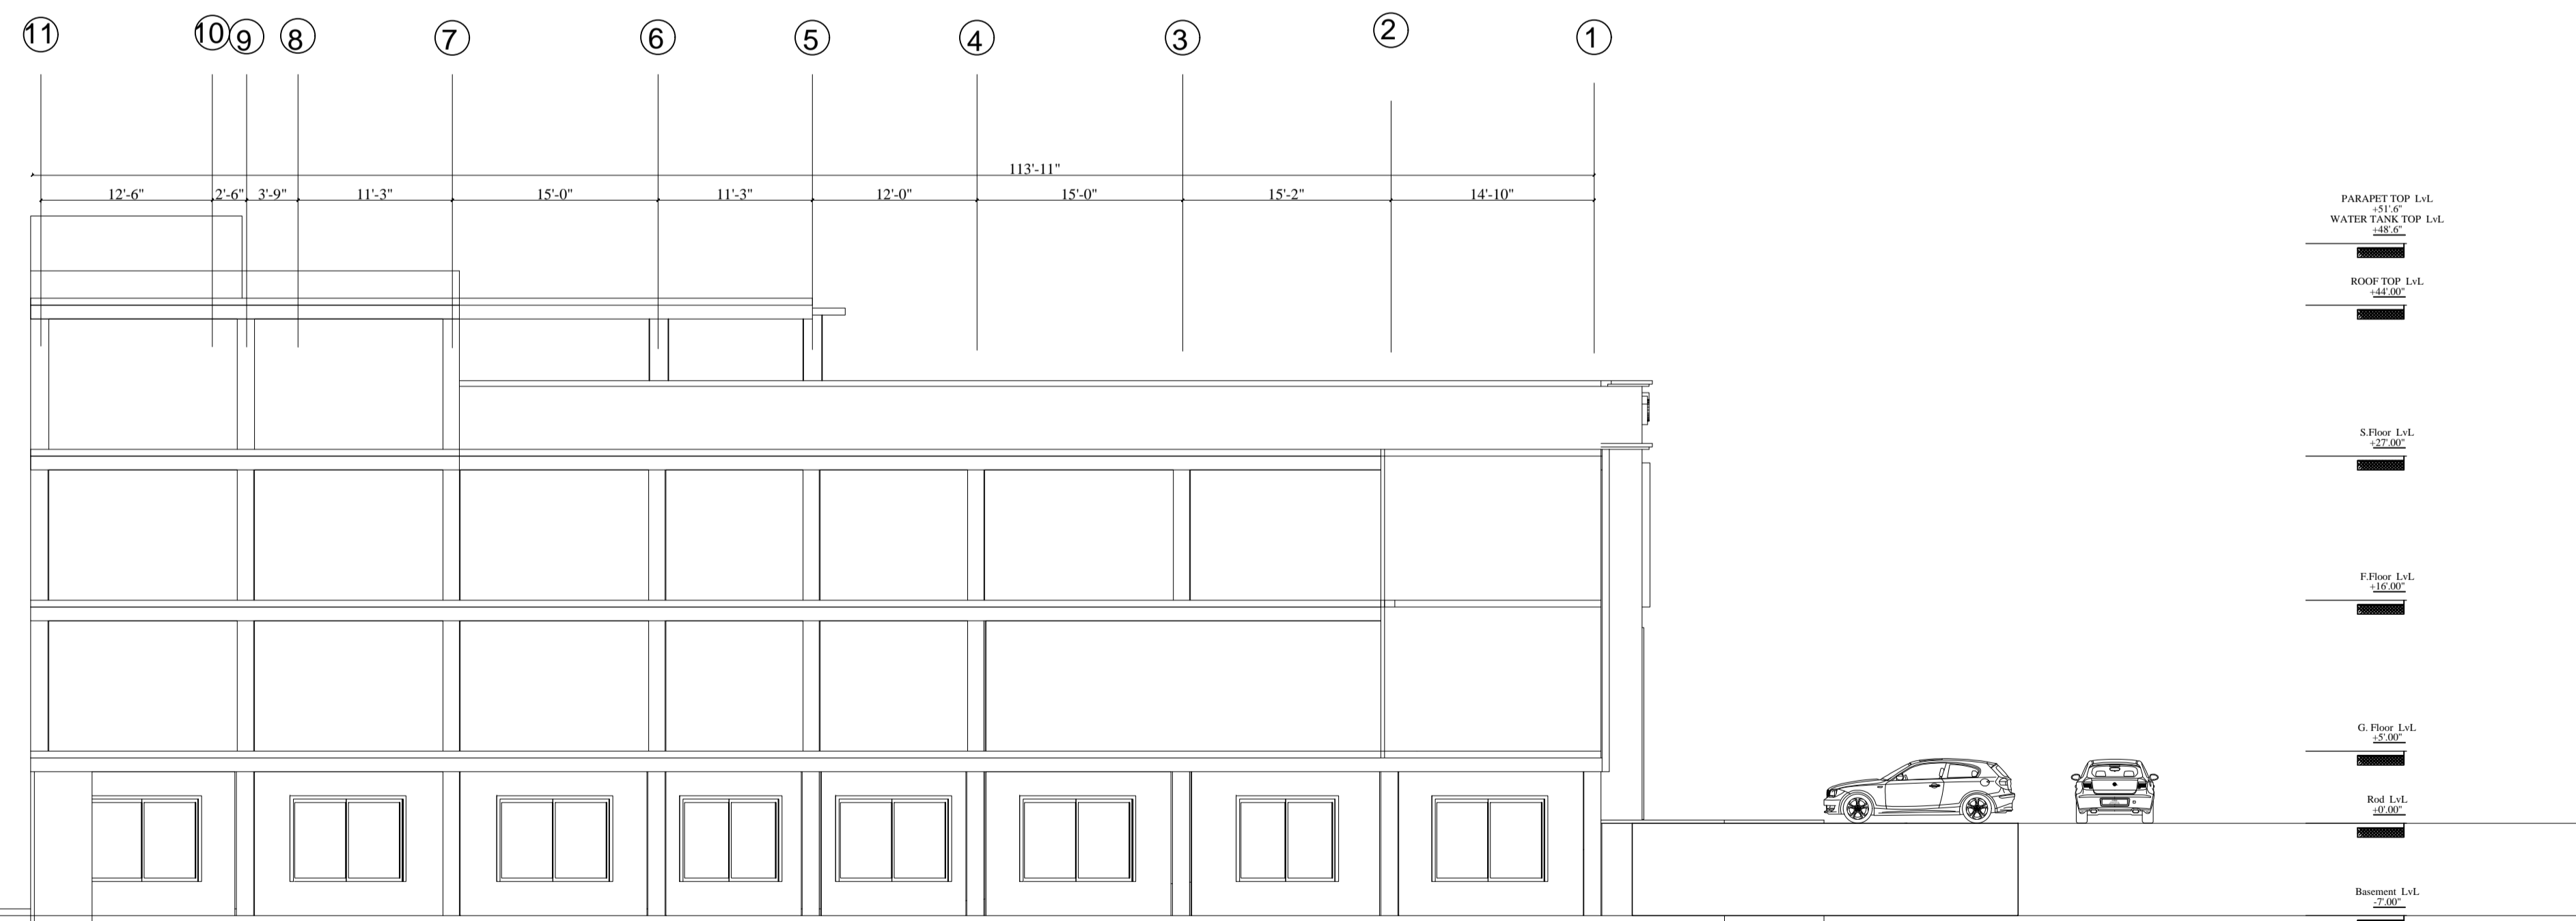 11 10 9 8 7 6 5 4 3 2 1
113'-11"
12'-6" 2'-6" 3'-9" 11'-3" 15'-0" 11'-3" 12'-0" 15'-0" 15'-2" 14'-10"
PARAPET TOP LvL
+51'.6"
WATER TANK TOP LvL
+48'.6"
ROOF TOP LvL
+44'.00"
S.Floor LvL
+27'.00"
F.Floor LvL
+16'.00"
G. Floor LvL
+5'.00"
Rod LvL
+0'.00"
Basement LvL
-7'.00"